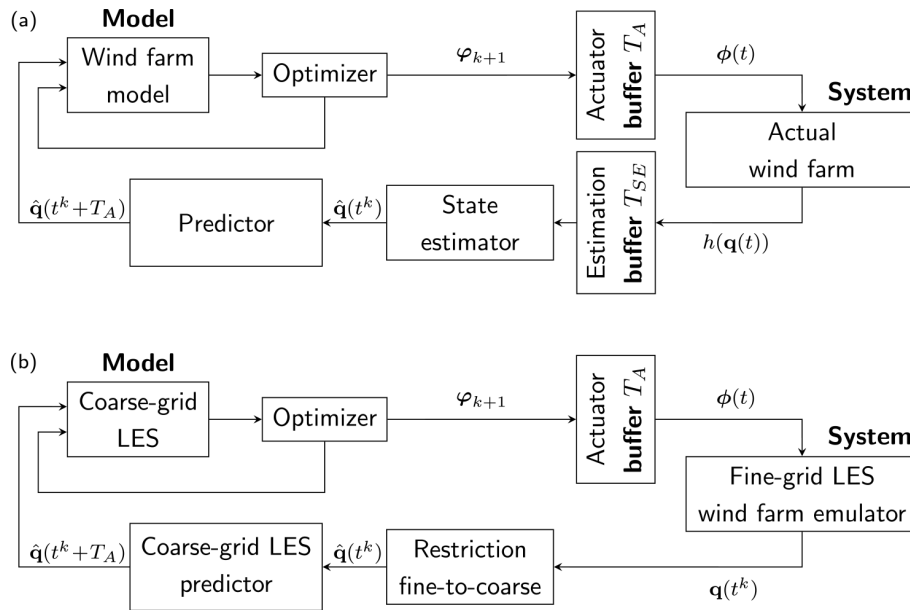 (a)
Model
Wind farm
model
Optimizer
φ_{k+1}
Actuator
buffer T_A
ϕ(t)
System
Actual
wind farm
h(q(t))
Estimation
buffer T_{SE}
State
estimator
q̂(t^k)
Predictor
q̂(t^k+T_A)
(b)
Model
Coarse-grid
LES
Optimizer
φ_{k+1}
Actuator
buffer T_A
ϕ(t)
System
Fine-grid LES
wind farm emulator
q(t^k)
Restriction
fine-to-coarse
q̂(t^k)
Coarse-grid LES
predictor
q̂(t^k+T_A)